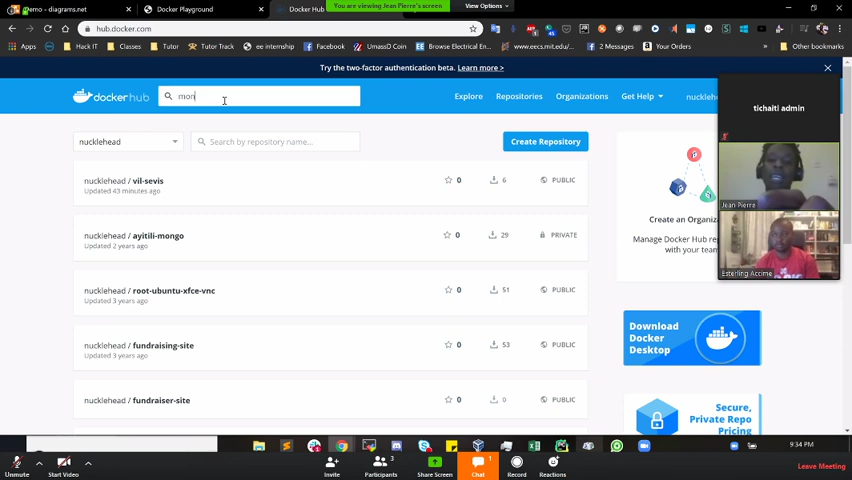 You are viewing Jean Pierre's screen
View Options
Demo - diagrams.net
Docker Playground
Docker Hub
hub.docker.com
Apps
Hack IT
Classes
Tutor Track
Tutor Track
ee internship
Facebook
UmassD Coin
Browse Electrical En...
www.eecs.mit.edu/...
2 Messages
Your Orders
Other bookmarks
Try the two-factor authentication beta. Learn more >
dockerhub
mon
Explore
Repositories
Organizations
Get Help
nuckleh
tichaiti admin
nucklehead
Search by repository name...
Create Repository
nucklehead / vil-sevis
0
6
PUBLIC
Updated 43 minutes ago
Jean Pierre
Create an Organiza
nucklehead / ayitili-mongo
0
29
PRIVATE
Updated 2 years ago
Manage Docker rep
with your team
Esterling Accime
nucklehead / root-ubuntu-xfce-vnc
0
51
PUBLIC
Updated 3 years ago
nucklehead / fundraising-site
0
53
PUBLIC
Updated 3 years ago
Download
Docker
Desktop
nucklehead / fundraiser-site
0
0
PUBLIC
Secure,
Private Repo
Pricing
9:34 PM
Unmute
Start Video
Invite
Participants
3
Share Screen
Chat
1
Record
Reactions
Leave Meeting